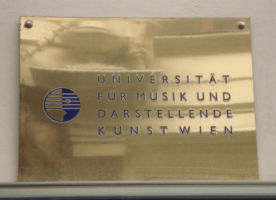 UNIVERSITÄT
FÜR MUSIK UND
DARSTELLENDE
KUNST WIEN